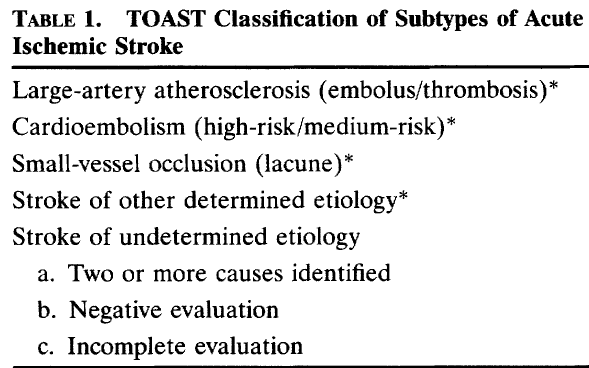 TABLE 1. TOAST Classification of Subtypes of Acute
Ischemic Stroke
Large-artery atherosclerosis (embolus/thrombosis)*
Cardioembolism (high-risk/medium-risk)*
Small-vessel occlusion (lacune)*
Stroke of other determined etiology*
Stroke of undetermined etiology
a. Two or more causes identified
b. Negative evaluation
c. Incomplete evaluation